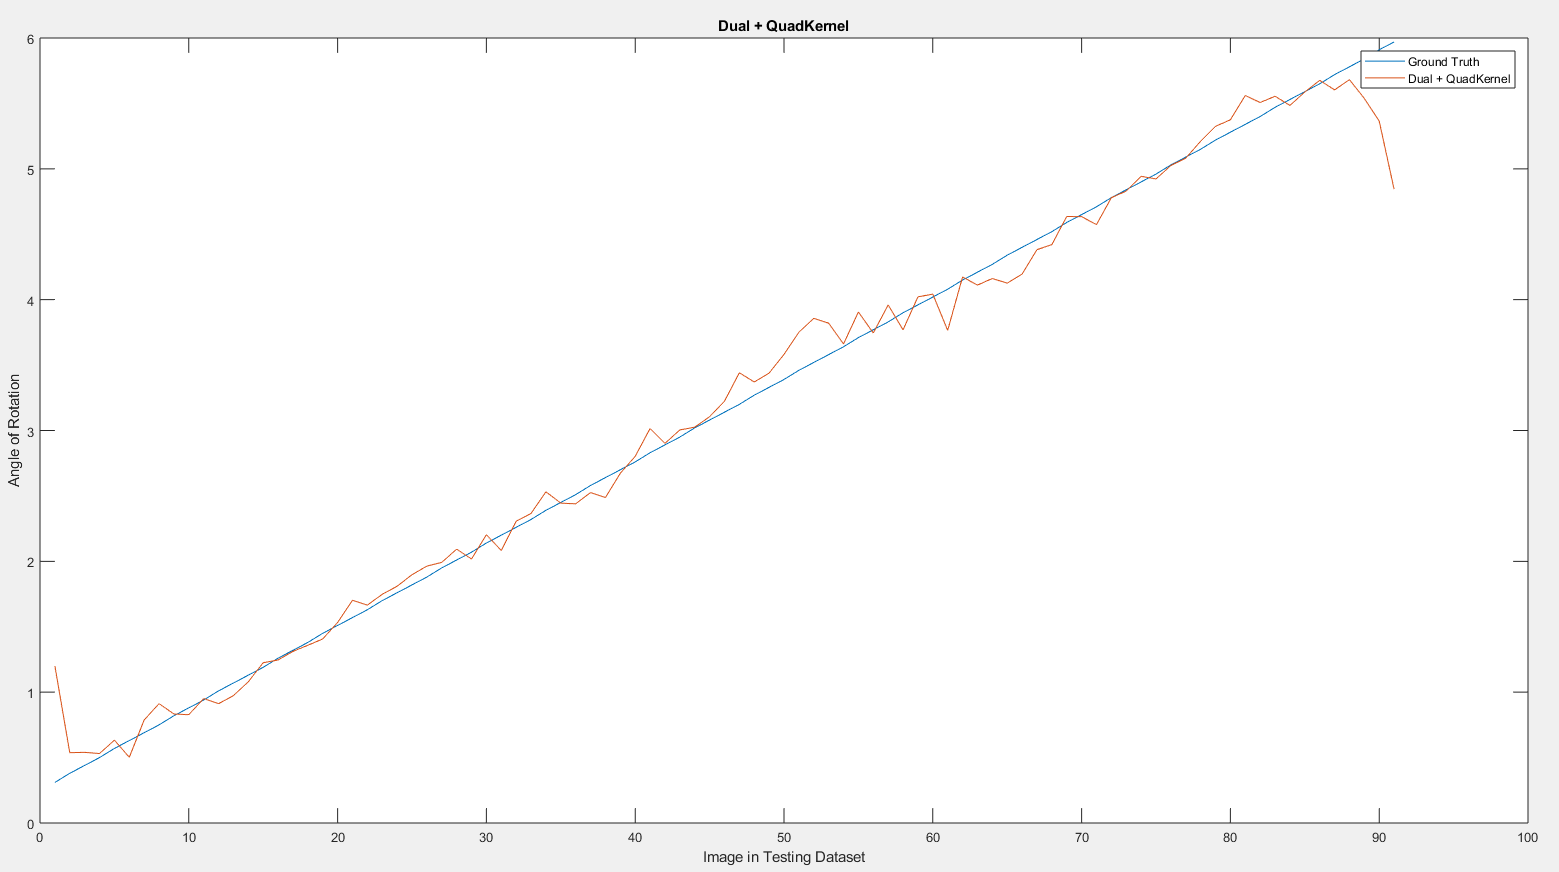 Dual + QuadKernel
Ground Truth
Dual + QuadKernel
6
5
4
3
2
1
0
Angle of Rotation
0 10 20 30 40 50 60 70 80 90 100
Image in Testing Dataset